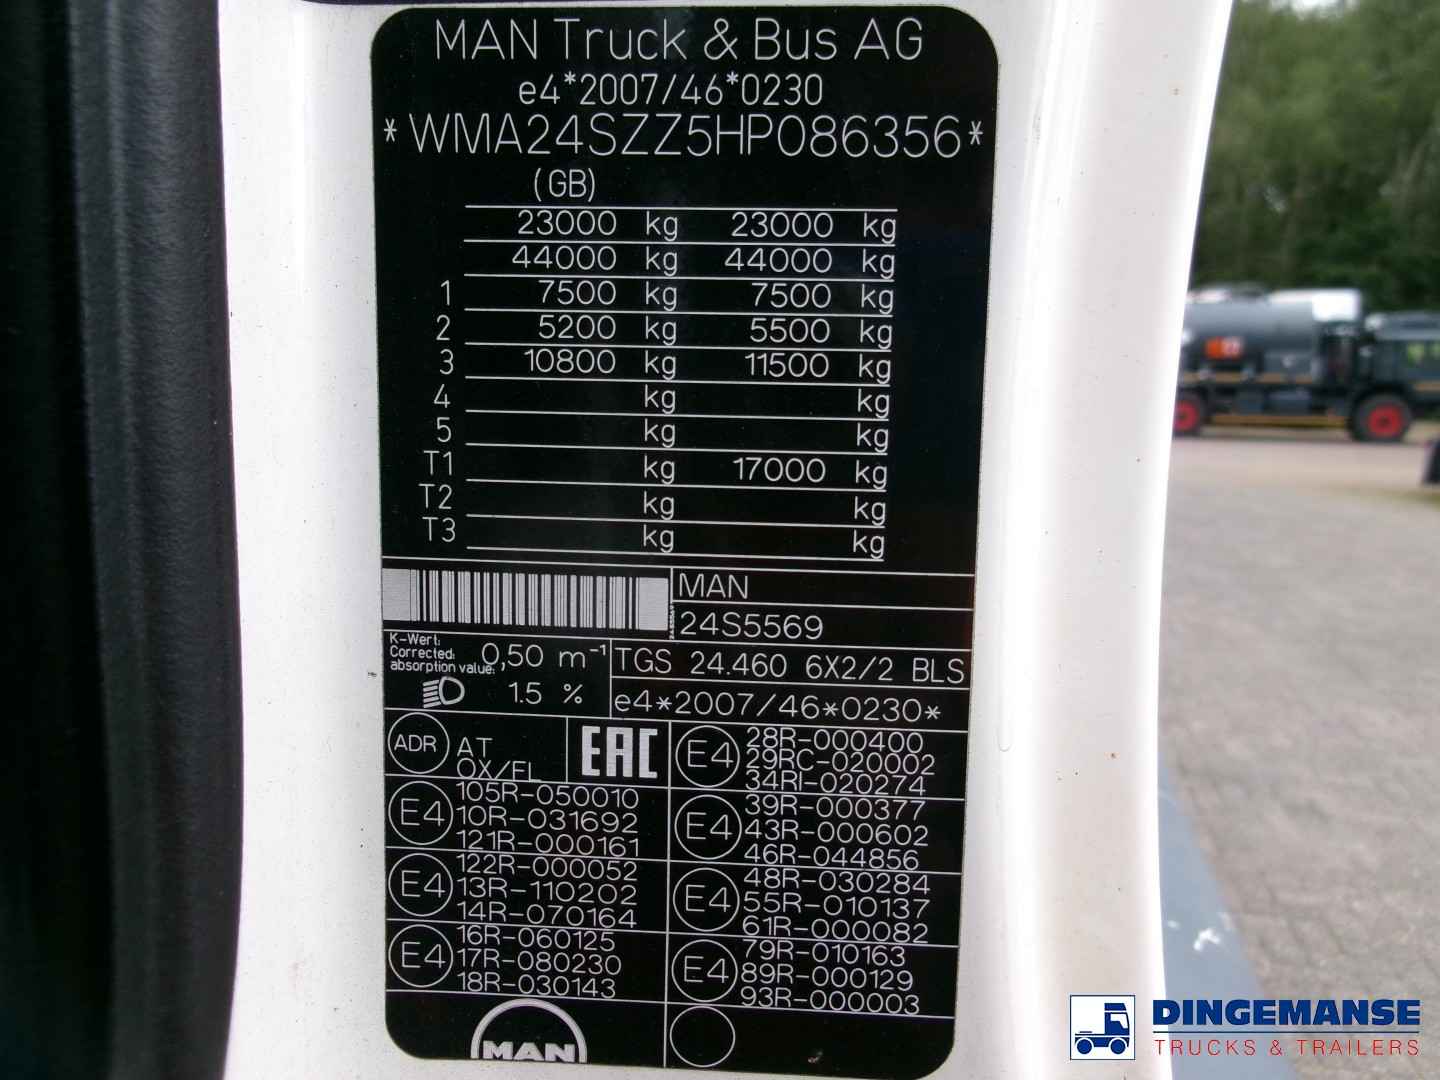 MAN Truck & Bus AG
e4*2007/46*0230
*WMA24SZZ5HP086356*
(GB)
23000 kg 23000 kg
44000 kg 44000 kg
1 7500 kg 7500 kg
2 5200 kg 5500 kg
3 10800 kg 11500 kg
4 kg kg
5 kg kg
T1 kg 17000 kg
T2 kg kg
T3 kg kg
MAN
24S5569
K-Wert:
Corrected:
absorption value:
0,50 m⁻¹
1.5 %
TGS 24.460 6X2/2 BLS
e4*2007/46*0230*
ADR AT
OX/FL
EAC
E4
105R-050010
10R-031692
121R-000161
E4
122R-000052
13R-110202
14R-070164
E4
16R-060125
17R-080230
18R-030143
E4
28R-000400
29RC-020002
34RI-020274
E4
39R-000377
43R-000602
46R-044856
E4
48R-030284
55R-010137
61R-000082
E4
79R-010163
89R-000129
93R-000003
MAN
DINGEMANSE
TRUCKS & TRAILERS